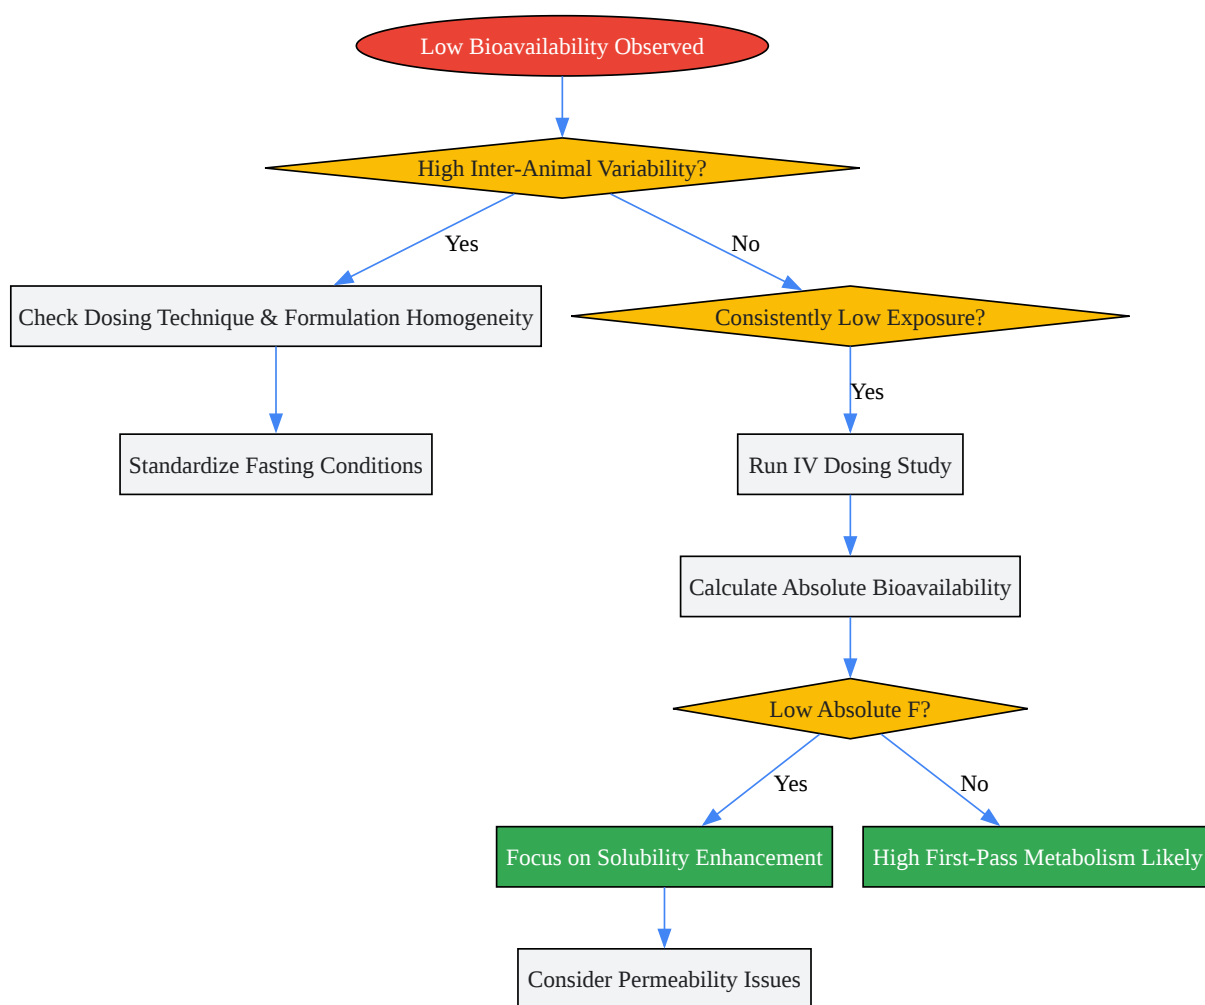 Low Bioavailability Observed
High Inter-Animal Variability?
Yes
No
Check Dosing Technique & Formulation Homogeneity
Consistently Low Exposure?
Yes
Standardize Fasting Conditions
Run IV Dosing Study
Calculate Absolute Bioavailability
Low Absolute F?
Yes
No
Focus on Solubility Enhancement
High First-Pass Metabolism Likely
Consider Permeability Issues